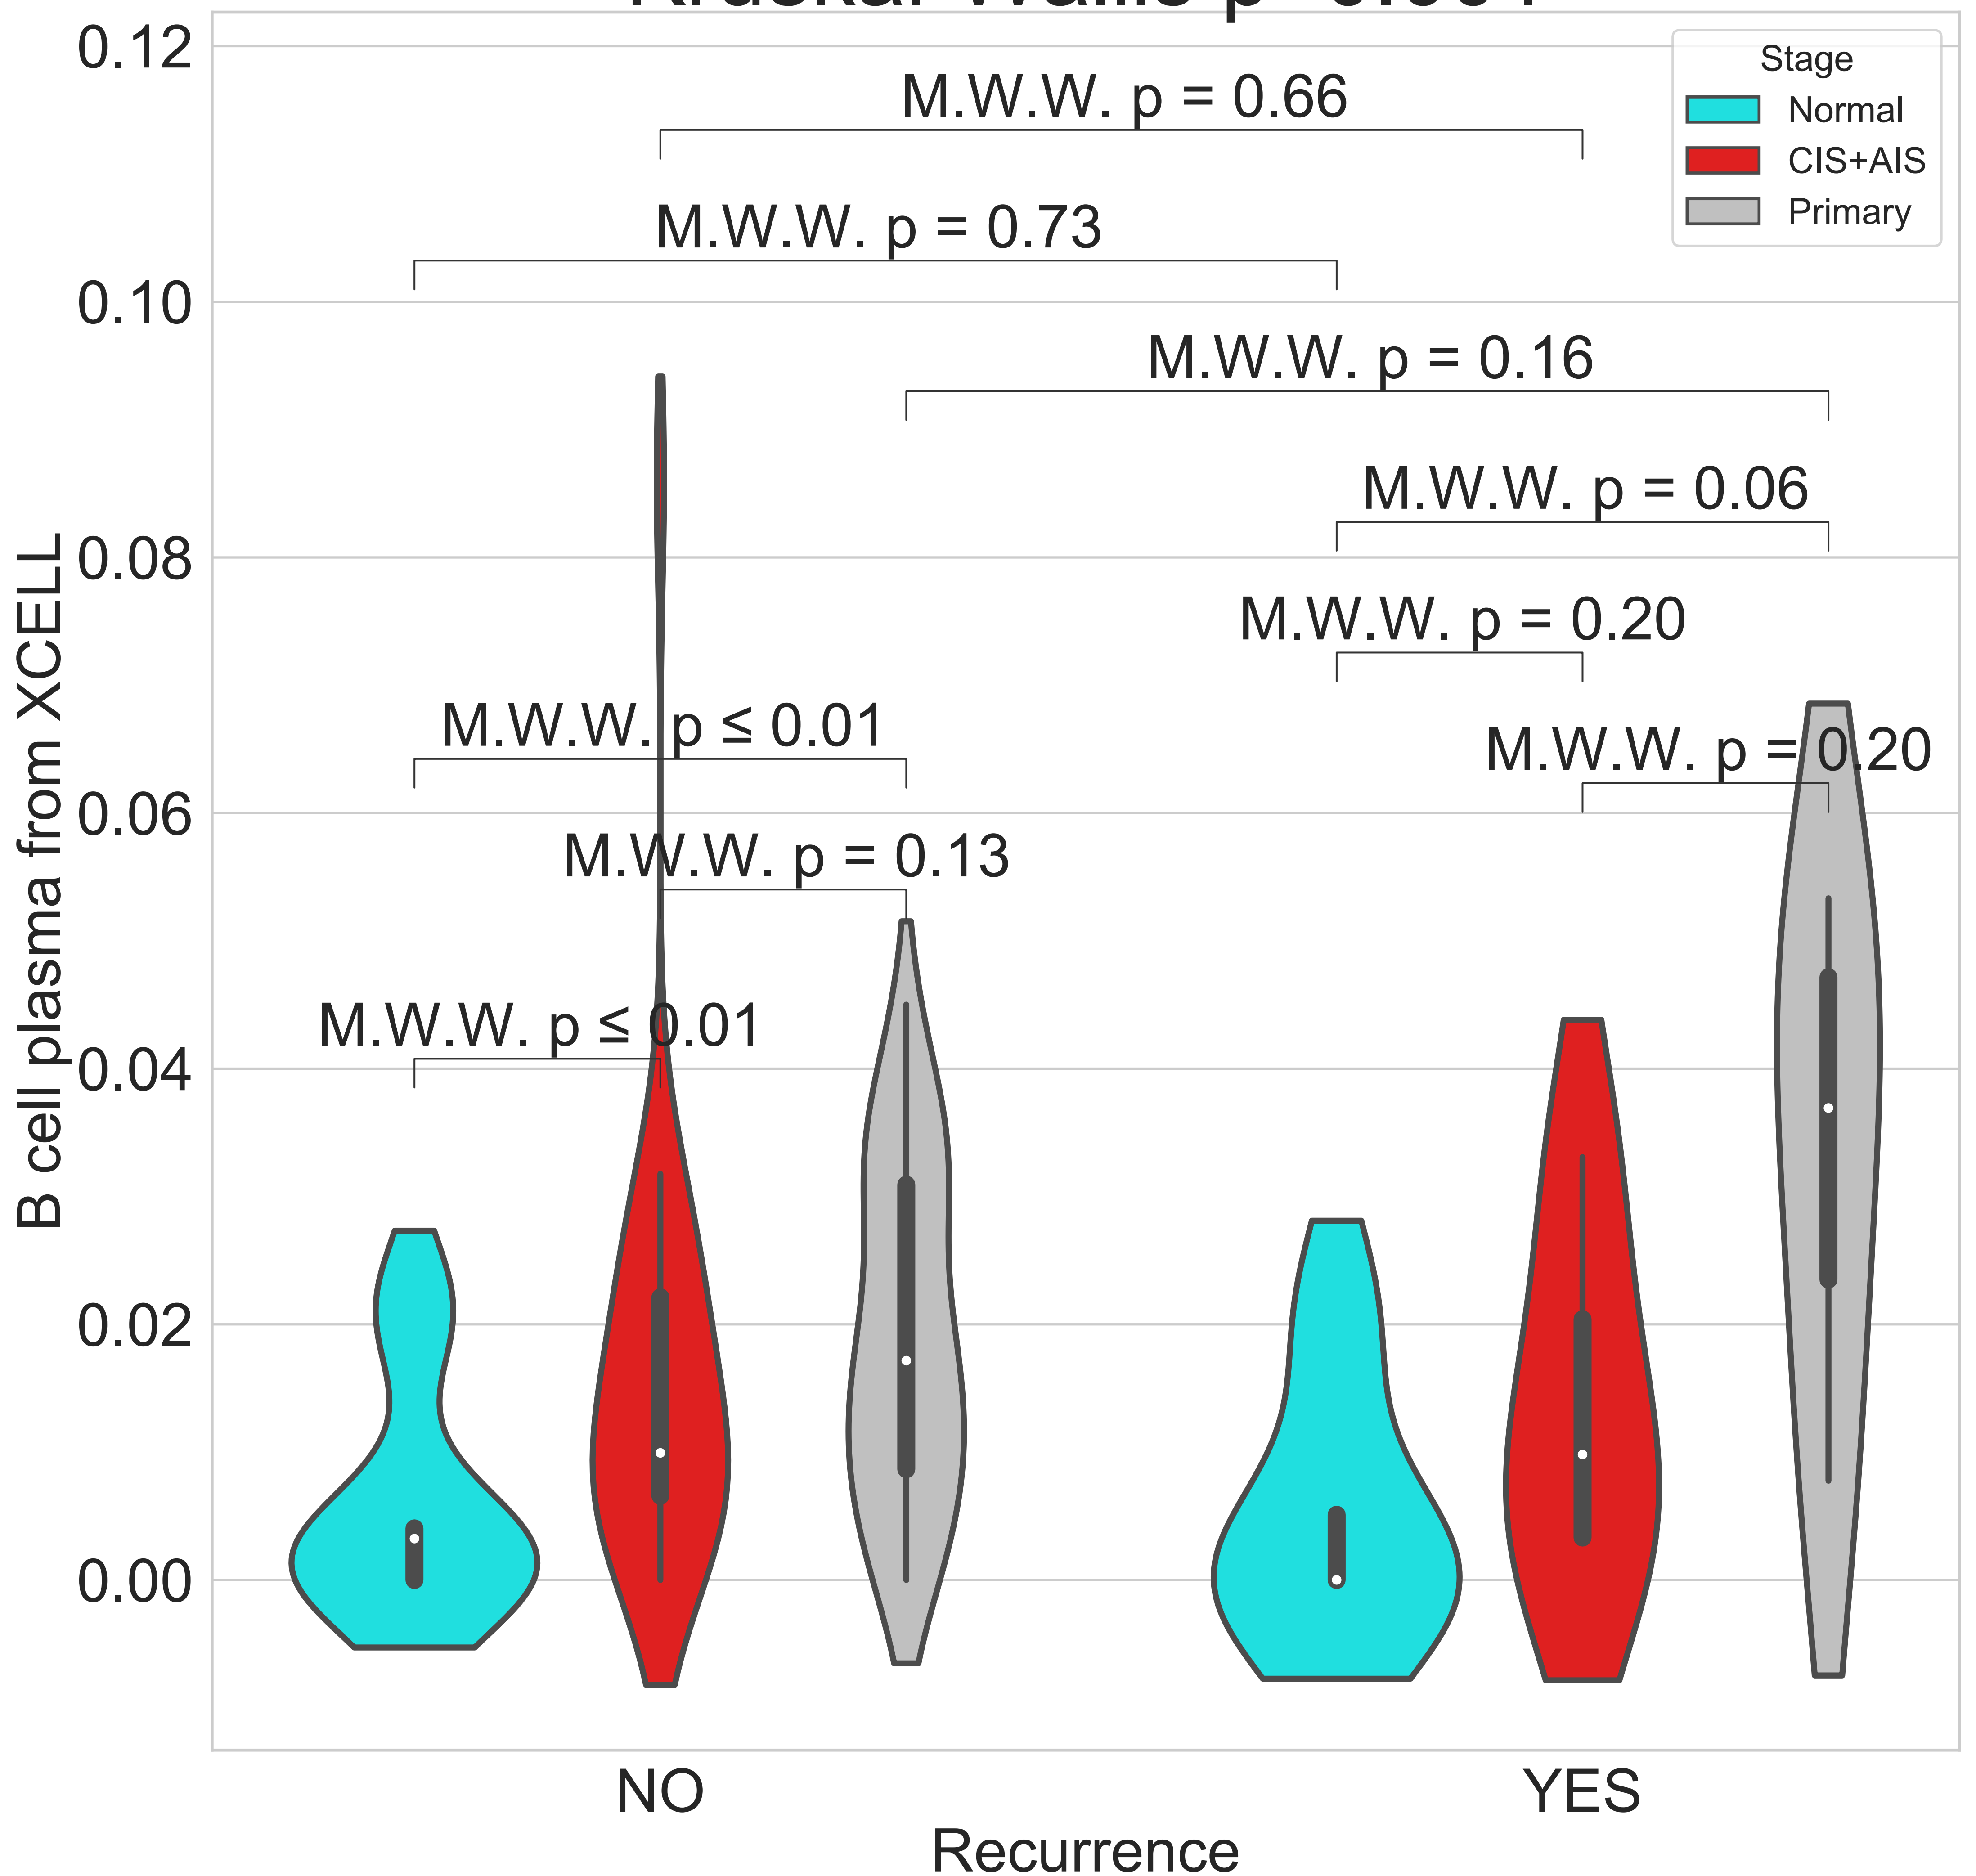 0.12
0.10
0.08
0.06
0.04
0.02
0.00
B cell plasma from XCELL
Stage
Normal
CIS+AIS
Primary
M.W.W. p = 0.66
M.W.W. p = 0.73
M.W.W. p = 0.16
M.W.W. p = 0.06
M.W.W. p = 0.20
M.W.W. p ≤ 0.01
M.W.W. p = 0.20
M.W.W. p = 0.13
M.W.W. p ≤ 0.01
NO
YES
Recurrence